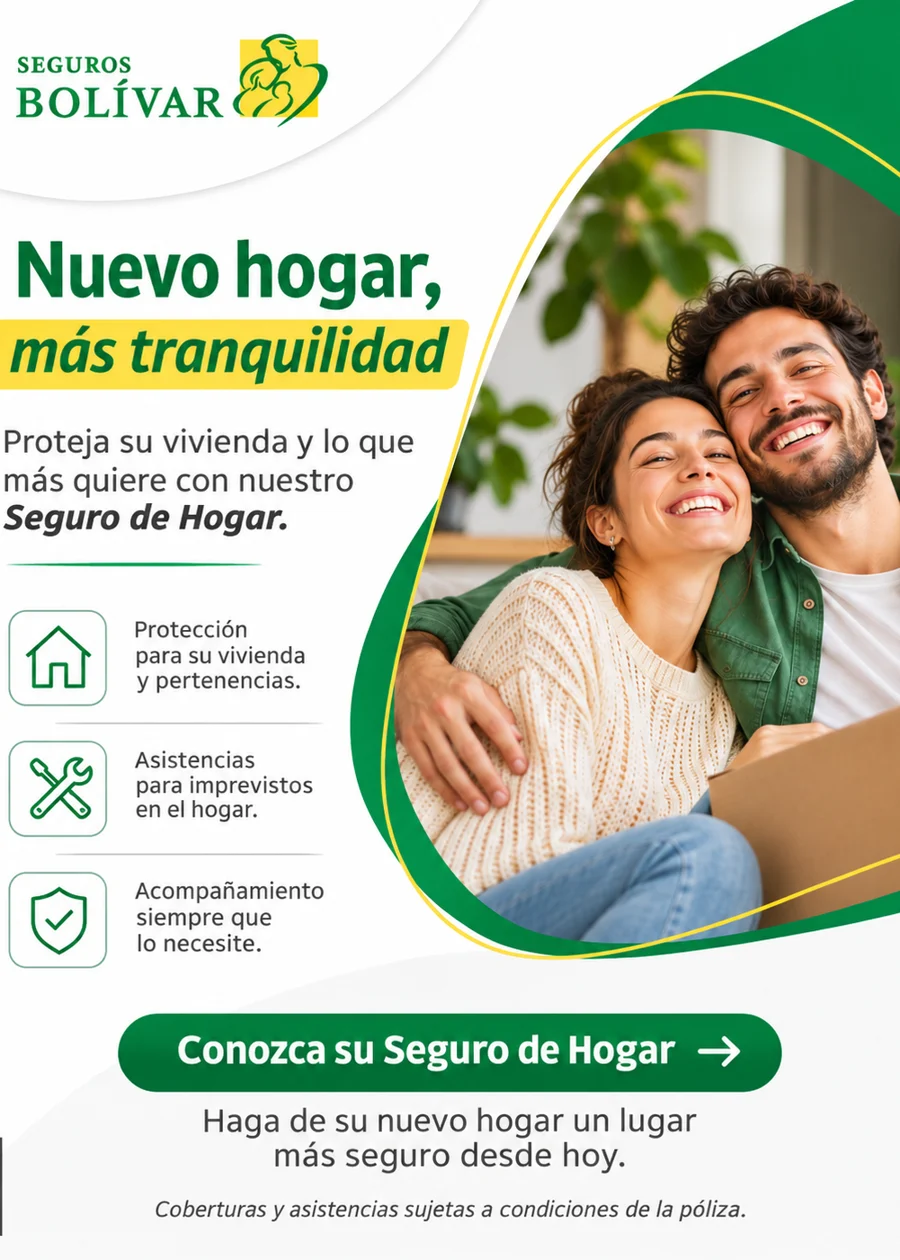 SEGUROS
BOLÍVAR
Nuevo hogar,
más tranquilidad
Proteja su vivienda y lo que
más quiere con nuestro
Seguro de Hogar.
Protección
para su vivienda
y pertenencias.
Asistencias
para imprevistos
en el hogar.
Acompañamiento
siempre que
lo necesite.
Conozca su Seguro de Hogar →
Haga de su nuevo hogar un lugar
más seguro desde hoy.
Coberturas y asistencias sujetas a condiciones de la póliza.